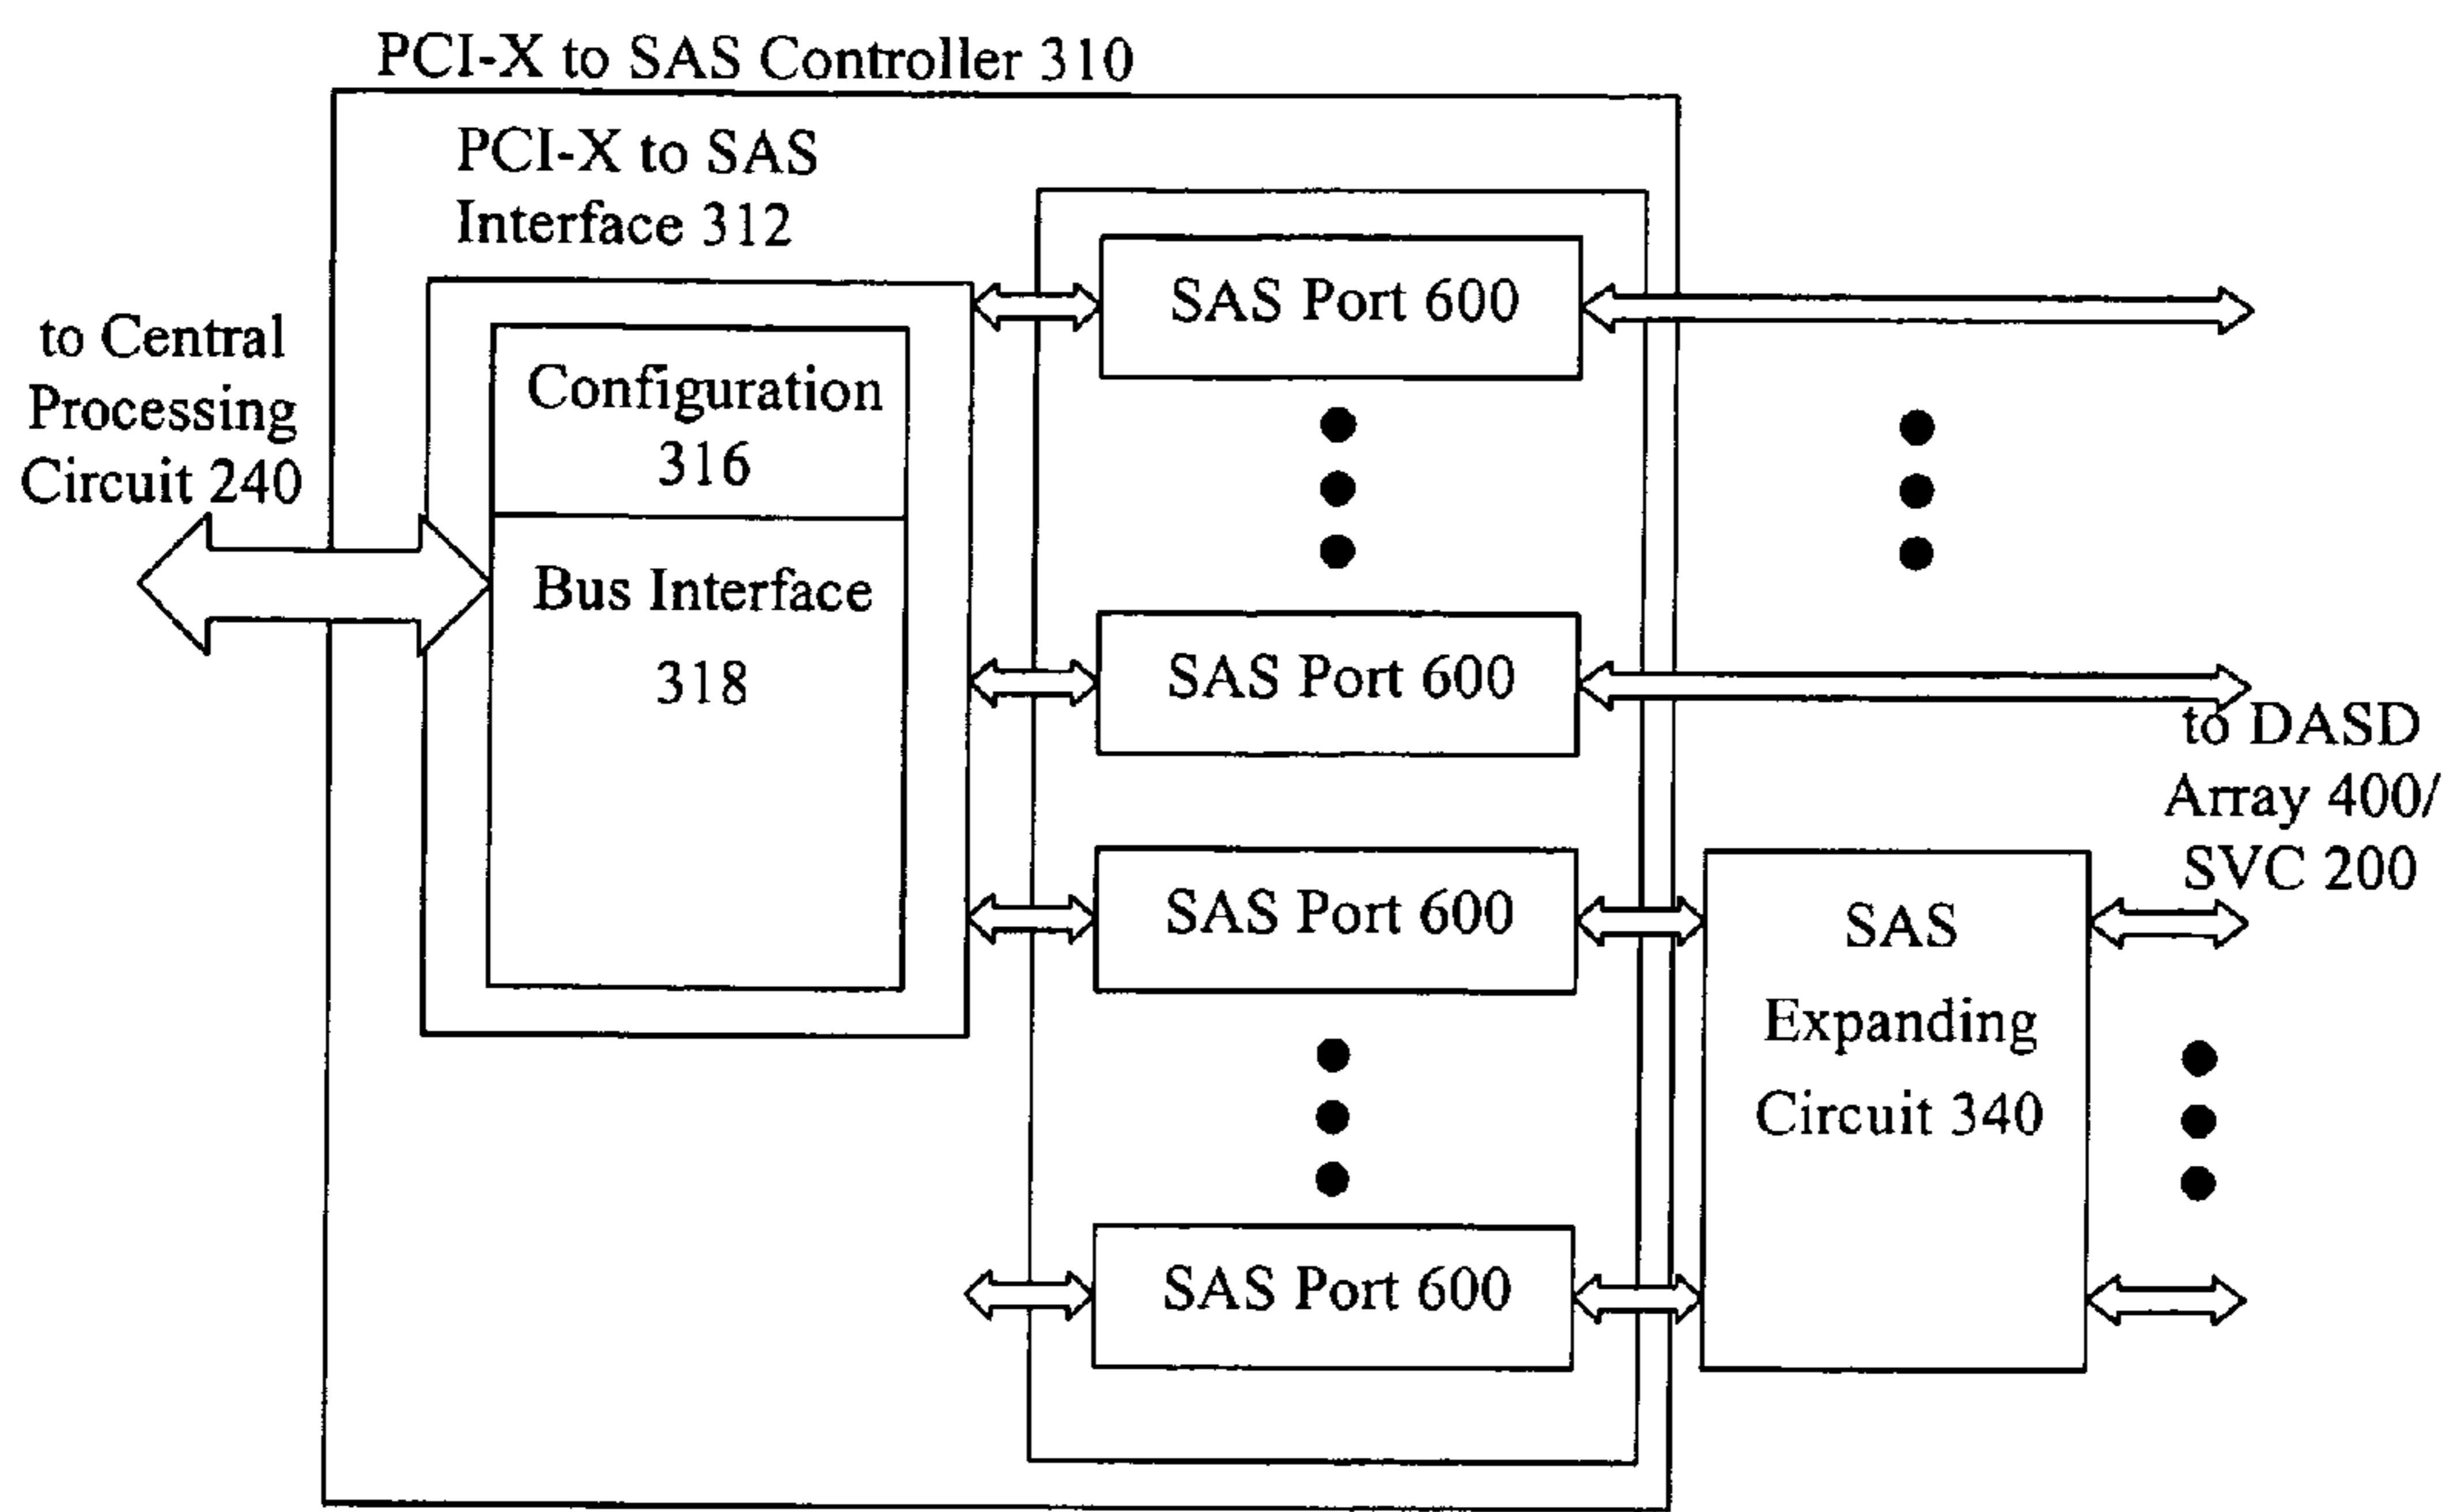 PCI-X to SAS Controller 310
PCI-X to SAS
Interface 312
to Central
Processing
Circuit 240
Configuration
316
Bus Interface
318
SAS Port 600
SAS Port 600
SAS Port 600
SAS Port 600
to DASD
Array 400/
SVC 200
SAS
Expanding
Circuit 340